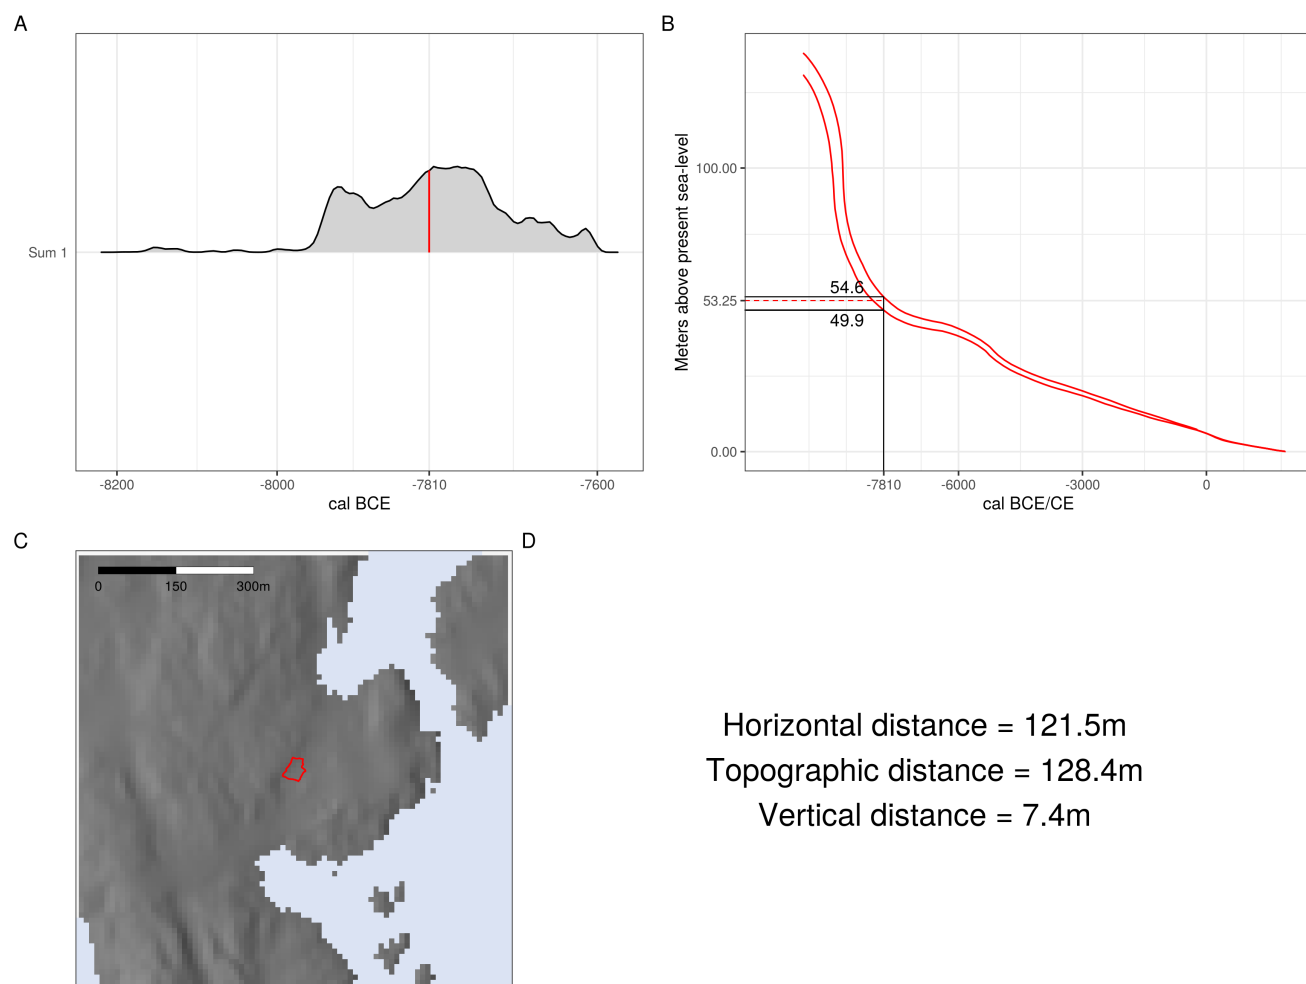 A
Sum 1
-8200
-8000
-7810
-7600
cal BCE
B
Meters above present sea-level
100.00
53.25
0.00
54.6
49.9
-7810
-6000
-3000
0
cal BCE/CE
C
0
150
300m
D
Horizontal distance = 121.5m
Topographic distance = 128.4m
Vertical distance = 7.4m